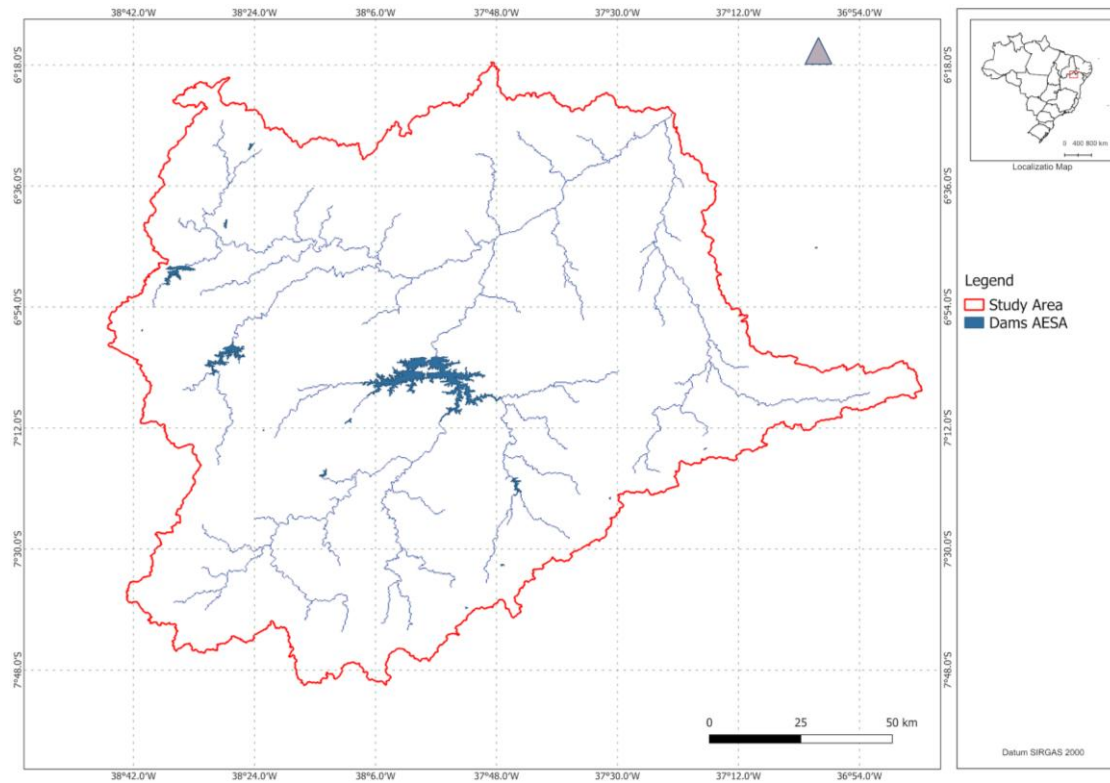 38°42.0'W 38°24.0'W 38°6.0'W 37°48.0'W 37°30.0'W 37°12.0'W 36°54.0'W
6°18.0'S 6°18.0'S
6°36.0'S 6°36.0'S
6°54.0'S 6°54.0'S
7°12.0'S 7°12.0'S
7°30.0'S 7°30.0'S
7°48.0'S 7°48.0'S
0 25 50 km
38°42.0'W 38°24.0'W 38°6.0'W 37°48.0'W 37°30.0'W 37°12.0'W 36°54.0'W
0 400 800 km
Localizatio Map
Legend
Study Area
Dams AESA
Datum SIRGAS 2000